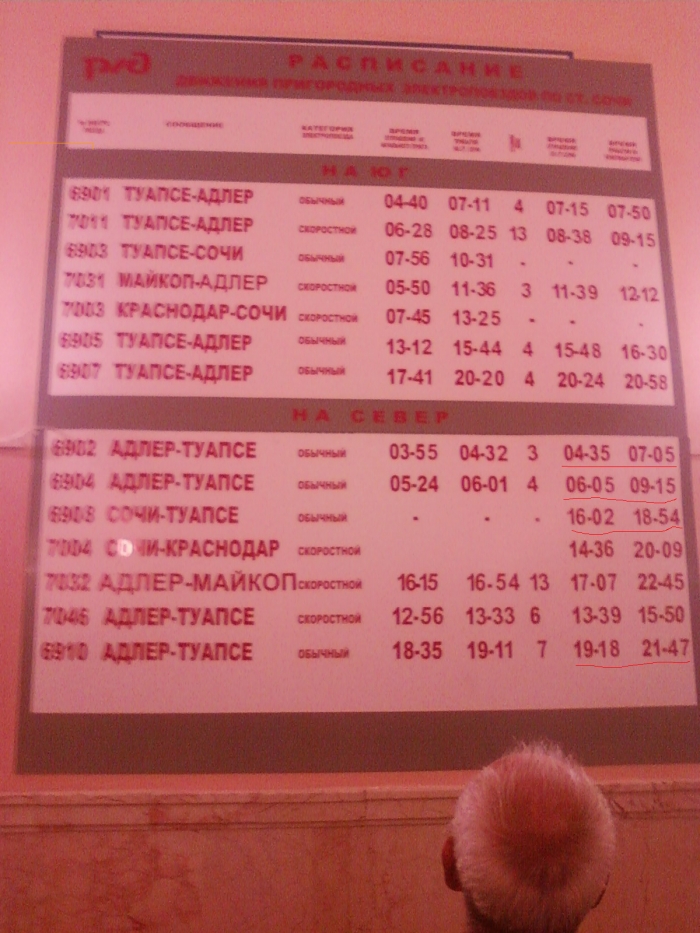 РЖД
РАСПИСАНИЕ
ДВИЖЕНИЯ ПРИГОРОДНЫХ ЭЛЕКТРОПОЕЗДОВ ПО СТ. СОЧИ
СООБЩЕНИЕ КАТЕГОРИЯ ВРЕМЯ ВРЕМЯ ВРЕМЯ ВРЕМЯ
НА ЮГ
6901 ТУАПСЕ-АДЛЕР ОБЫЧНЫЙ 04-40 07-11 4 07-15 07-50
7011 ТУАПСЕ-АДЛЕР СКОРОСТНОЙ 06-28 08-25 13 08-38 09-15
6903 ТУАПСЕ-СОЧИ ОБЫЧНЫЙ 07-56 10-31 - - -
7031 МАЙКОП-АДЛЕР СКОРОСТНОЙ 05-50 11-36 3 11-39 12-12
7003 КРАСНОДАР-СОЧИ СКОРОСТНОЙ 07-45 13-25 - - -
6905 ТУАПСЕ-АДЛЕР ОБЫЧНЫЙ 13-12 15-44 4 15-48 16-30
6907 ТУАПСЕ-АДЛЕР ОБЫЧНЫЙ 17-41 20-20 4 20-24 20-58
НА СЕВЕР
6902 АДЛЕР-ТУАПСЕ ОБЫЧНЫЙ 03-55 04-32 3 04-35 07-05
6904 АДЛЕР-ТУАПСЕ ОБЫЧНЫЙ 05-24 06-01 4 06-05 09-15
СОЧИ-ТУАПСЕ ОБЫЧНЫЙ - - - 16-02 18-54
7004 СОЧИ-КРАСНОДАР СКОРОСТНОЙ 14-36 20-09
7032 АДЛЕР-МАЙКОП СКОРОСТНОЙ 16-15 16-54 13 17-07 22-45
7046 АДЛЕР-ТУАПСЕ СКОРОСТНОЙ 12-56 13-33 6 13-39 15-50
6910 АДЛЕР-ТУАПСЕ ОБЫЧНЫЙ 18-35 19-11 7 19-18 21-47